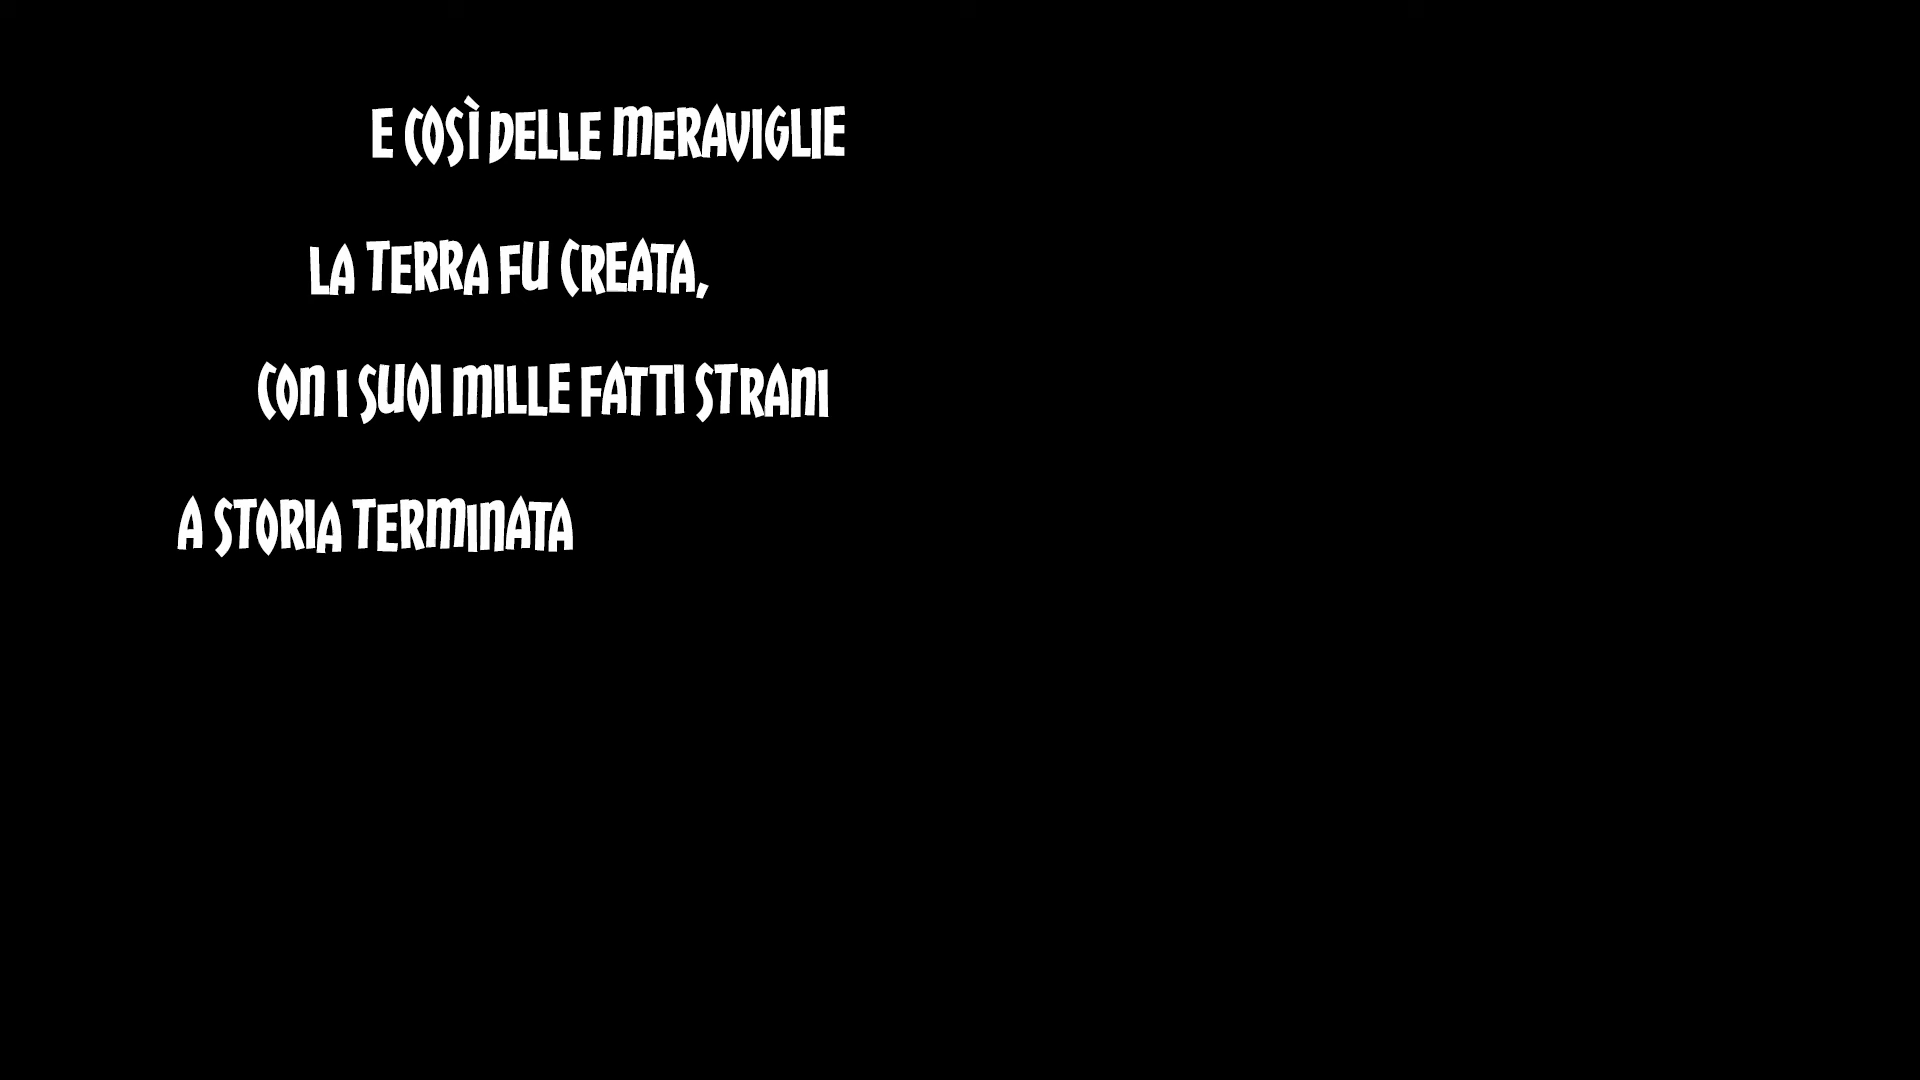 E COSÌ DELLE MERAVIGLIE
LA TERRA FU CREATA,
CON I SUOI MILLE FATTI STRANI
A STORIA TERMINATA